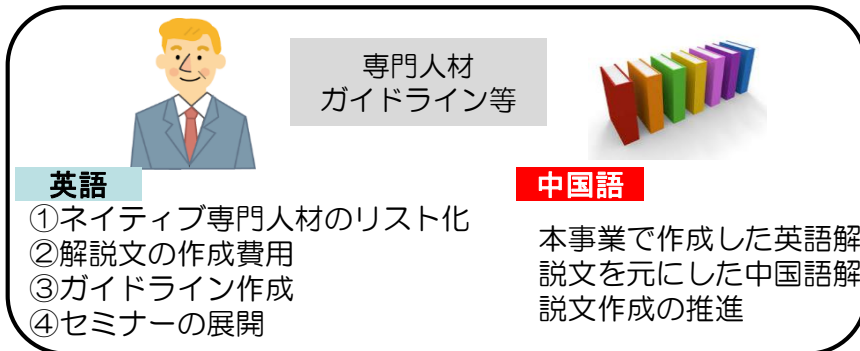 専門人材
ガイドライン等
英語
①ネイティブ専門人材のリスト化
②解説文の作成費用
③ガイドライン作成
④セミナーの展開
中国語
本事業で作成した英語解
説文を元にした中国語解
説文作成の推進